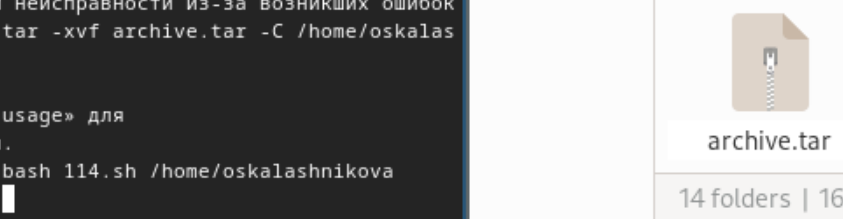 неисправности из-за возникших ошибок
tar -xvf archive.tar -C /home/oskalas
usage» для
.
bash 114.sh /home/oskalashnikova
archive.tar
14 folders | 16